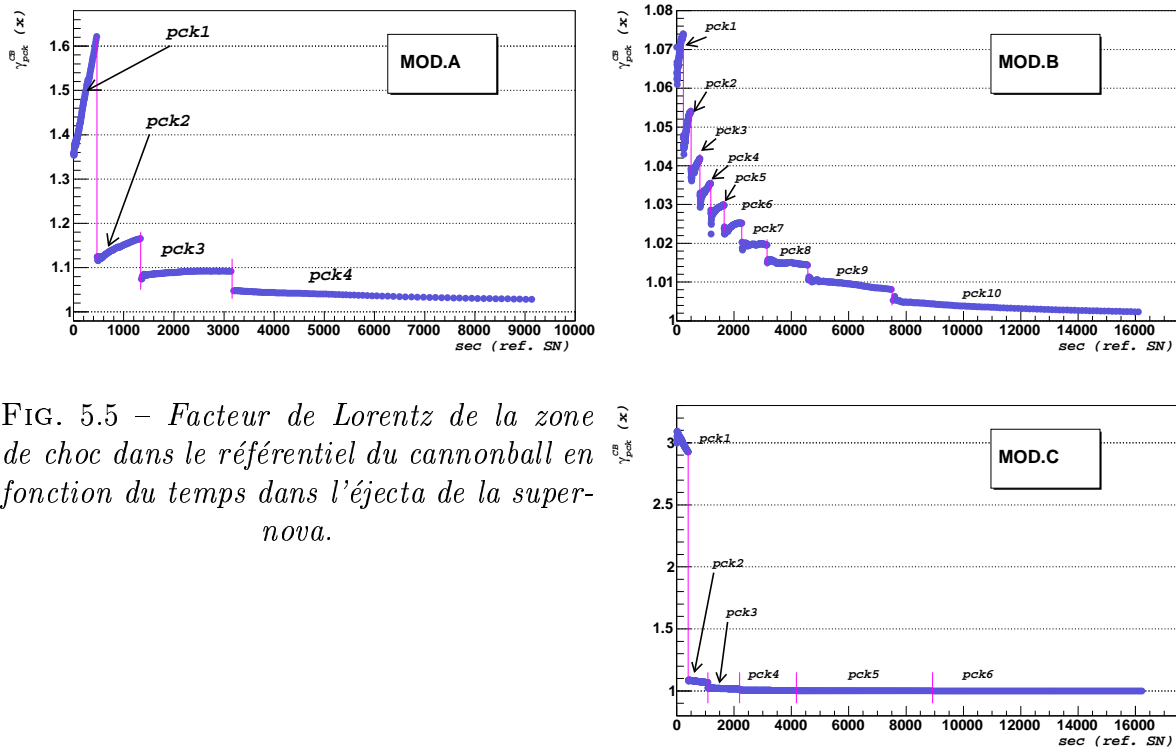 γ^{CB}_{pck} (x)
1.6
1.5
1.4
1.3
1.2
1.1
1
pck1
pck2
pck3
pck4
MOD.A
0 1000 2000 3000 4000 5000 6000 7000 8000 9000 10000
sec (ref. SN)
γ^{CB}_{pck} (x)
1.08
1.07
1.06
1.05
1.04
1.03
1.02
1.01
1
pck1
pck2
pck3
pck4
pck5
pck6
pck7
pck8
pck9
pck10
MOD.B
0 2000 4000 6000 8000 10000 12000 14000 16000
sec (ref. SN)
FIG. 5.5 – Facteur de Lorentz de la zone
de choc dans le référentiel du cannonball en
fonction du temps dans l'éjecta de la super-
nova.
γ^{CB}_{pck} (x)
3
2.5
2
1.5
1
pck1
pck2
pck3
pck4
pck5
pck6
MOD.C
0 2000 4000 6000 8000 10000 12000 14000 16000
sec (ref. SN)